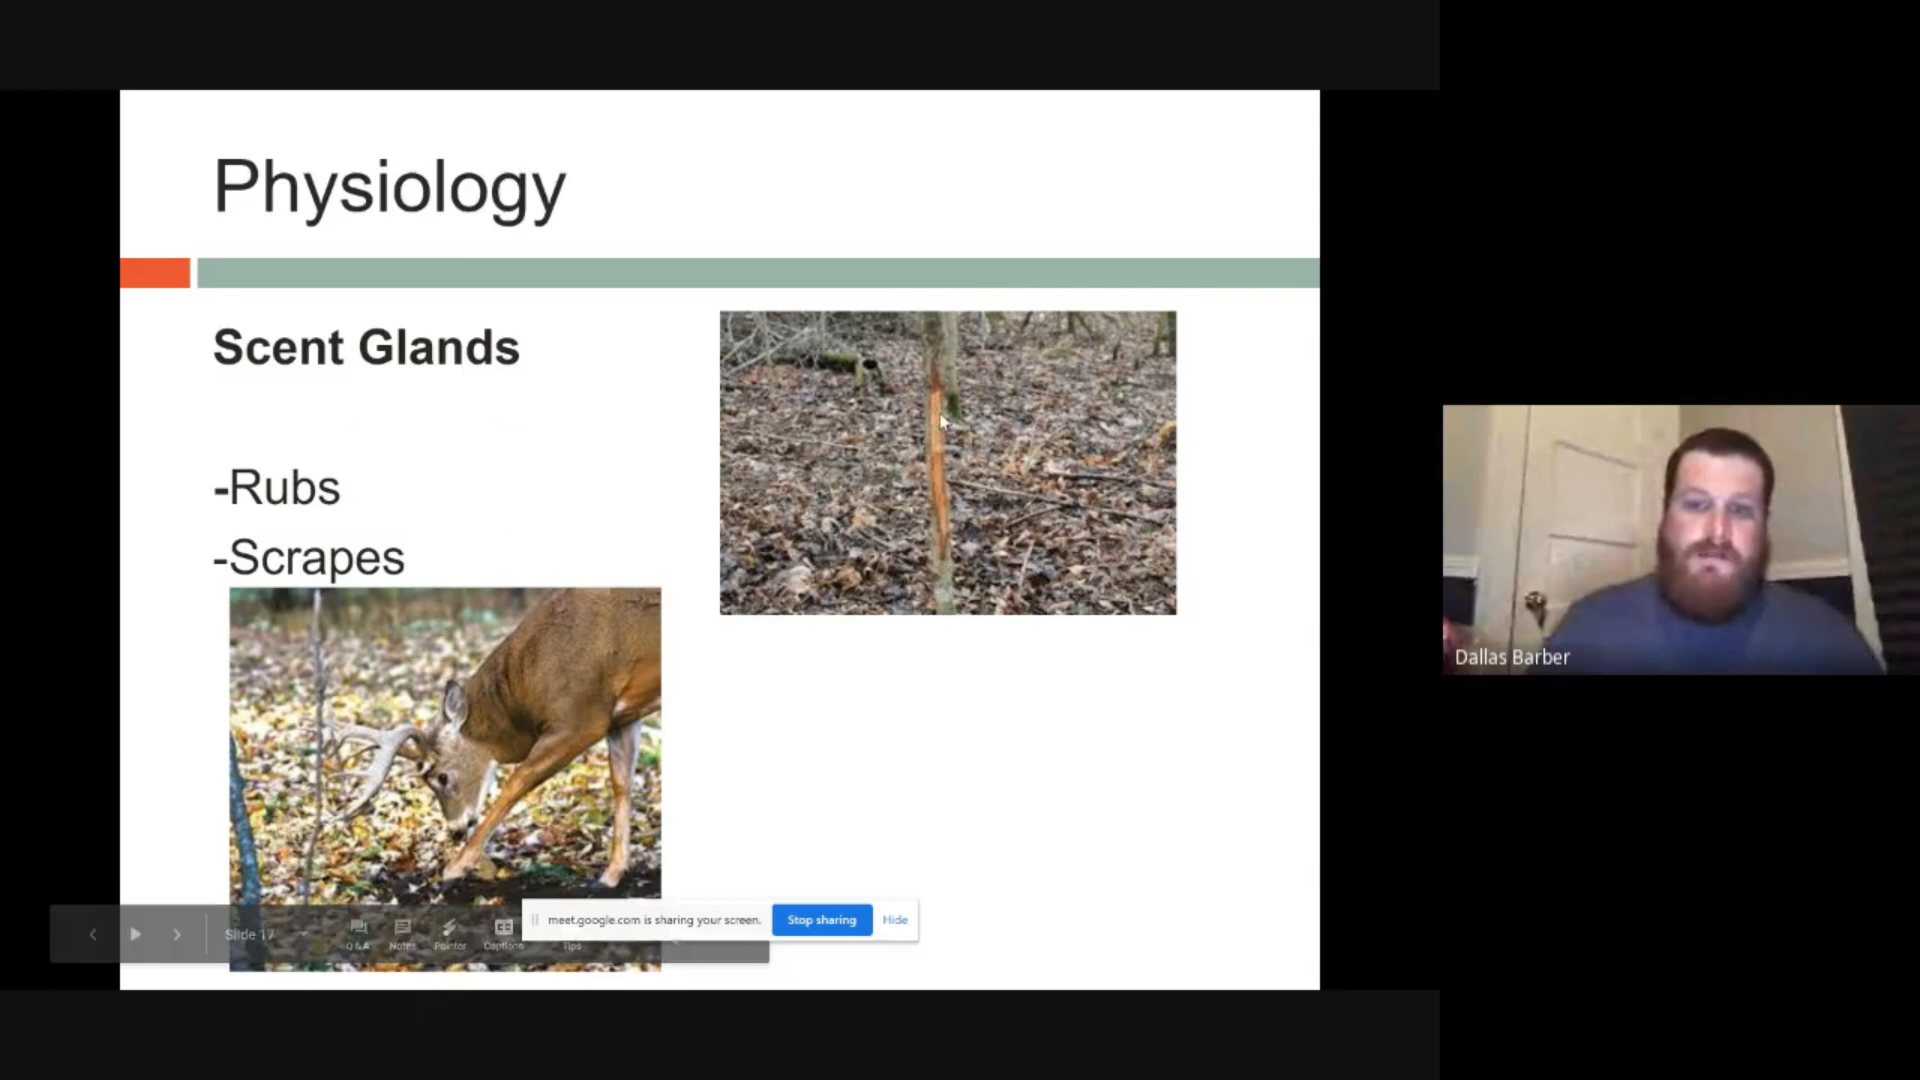 Physiology
Scent Glands
-Rubs
-Scrapes
Dallas Barber
meet.google.com is sharing your screen.
Stop sharing
Hide
Slide 17
Q&A
Notes
Pointer
Captions
Tips